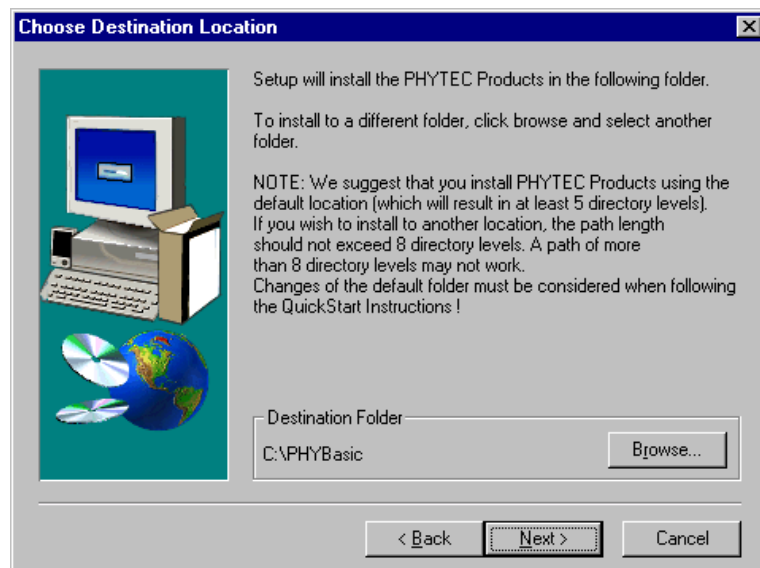 Choose Destination Location
Setup will install the PHYTEC Products in the following folder.
To install to a different folder, click browse and select another
folder.
NOTE: We suggest that you install PHYTEC Products using the
default location (which will result in at least 5 directory levels).
If you wish to install to another location, the path length
should not exceed 8 directory levels. A path of more
than 8 directory levels may not work.
Changes of the default folder must be considered when following
the QuickStart Instructions !
Destination Folder
C:\PHYBasic
Browse...
< Back
Next >
Cancel